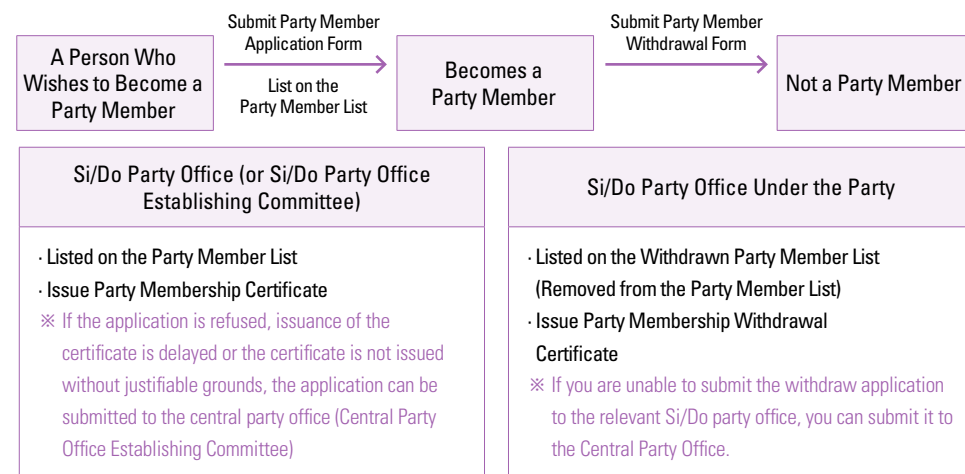 A Person Who
Wishes to Become a
Party Member
Submit Party Member
Application Form
List on the
Party Member List
Becomes a
Party Member
Submit Party Member
Withdrawal Form
Not a Party Member
Si/Do Party Office (or Si/Do Party Office
Establishing Committee)
· Listed on the Party Member List
· Issue Party Membership Certificate
※ If the application is refused, issuance of the
certificate is delayed or the certificate is not issued
without justifiable grounds, the application can be
submitted to the central party office (Central Party
Office Establishing Committee)
Si/Do Party Office Under the Party
· Listed on the Withdrawn Party Member List
(Removed from the Party Member List)
· Issue Party Membership Withdrawal
Certificate
※ If you are unable to submit the withdraw application
to the relevant Si/Do party office, you can submit it to
the Central Party Office.